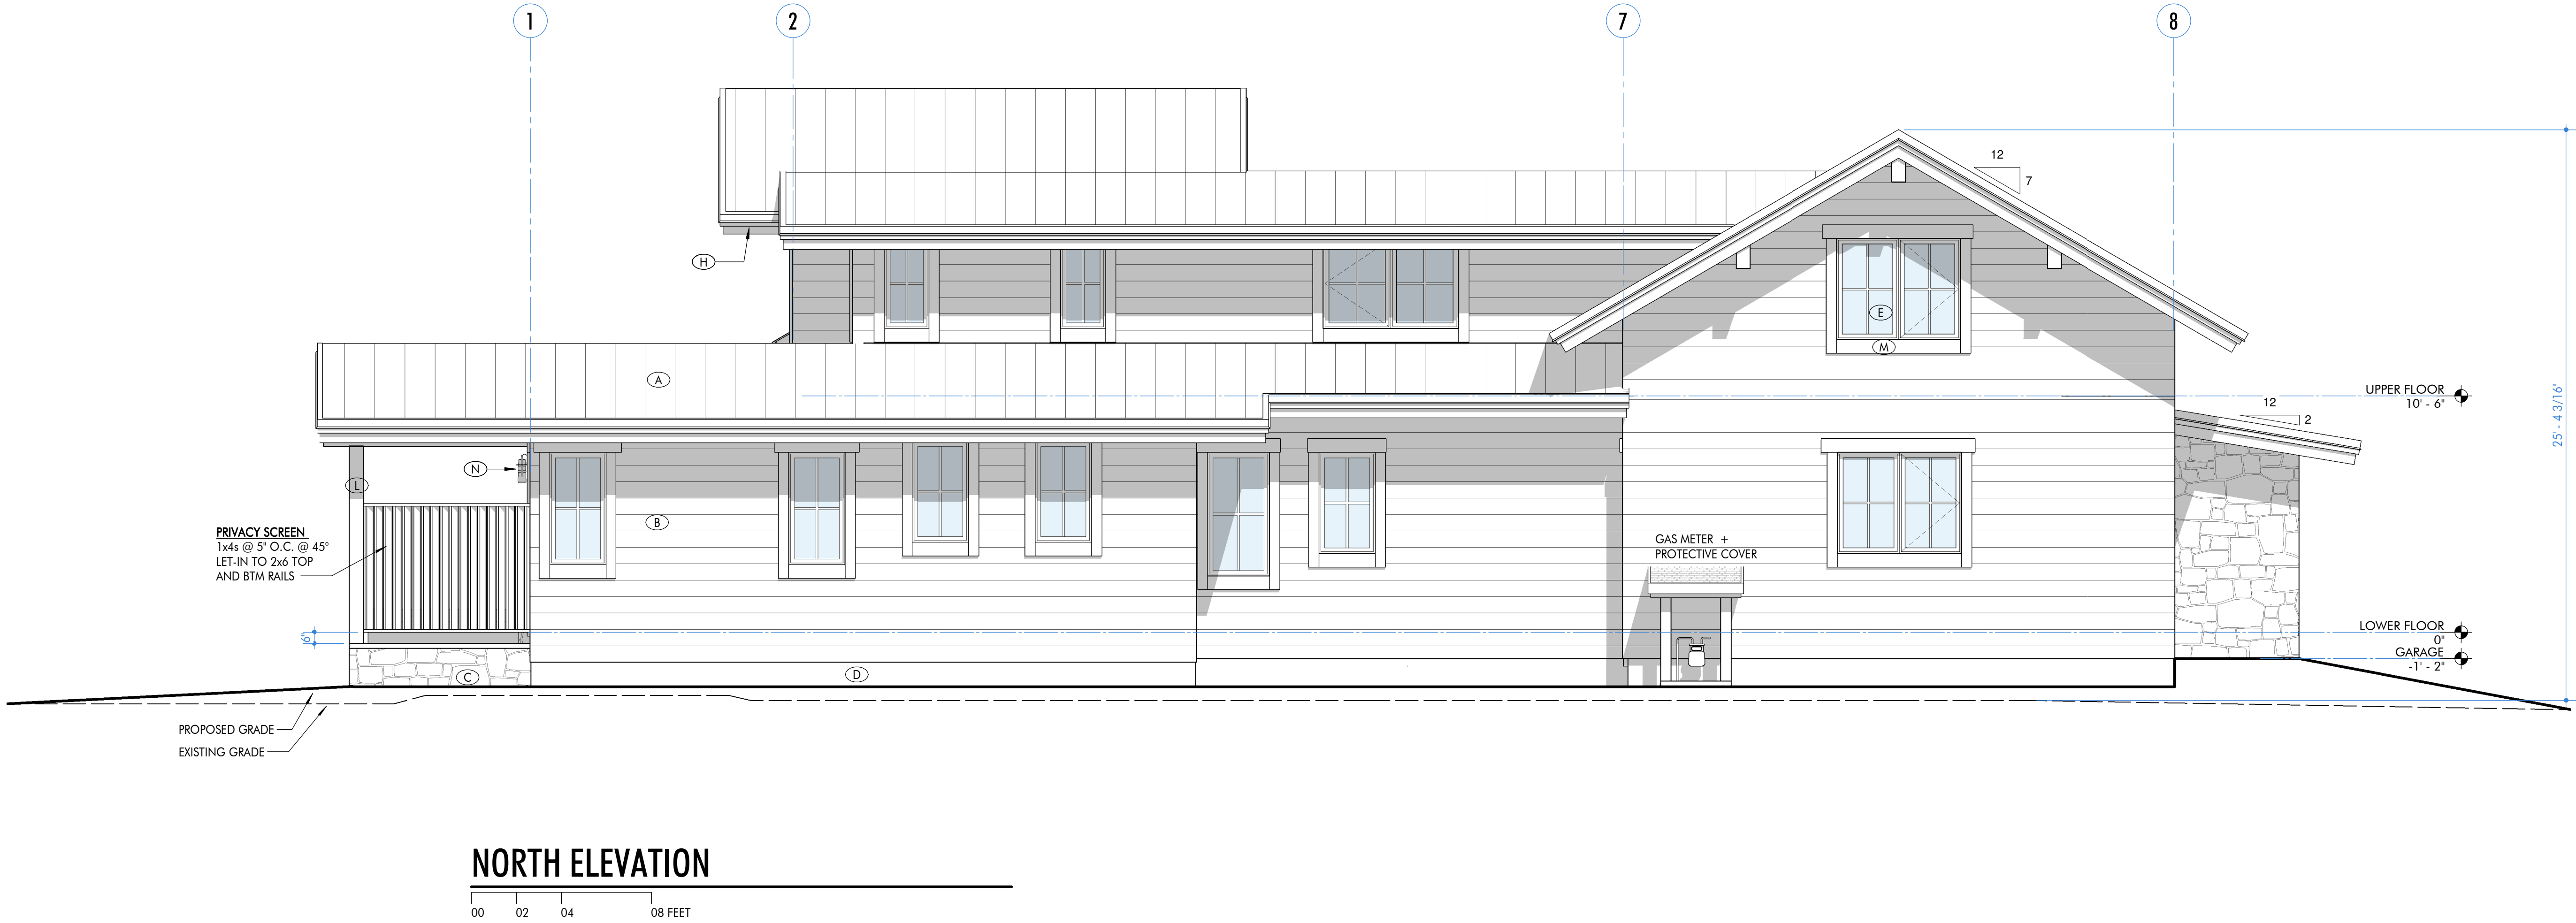 1
2
7
8
12
7
H
E
M
A
UPPER FLOOR
10' - 6"
25' - 4 3/16"
12
2
N
L
B
PRIVACY SCREEN
1x4s @ 5" O.C. @ 45°
LET-IN TO 2x6 TOP
AND BTM RAILS
GAS METER +
PROTECTIVE COVER
6"
LOWER FLOOR
0"
GARAGE
-1' - 2"
C
D
PROPOSED GRADE
EXISTING GRADE
NORTH ELEVATION
00 02 04 08 FEET